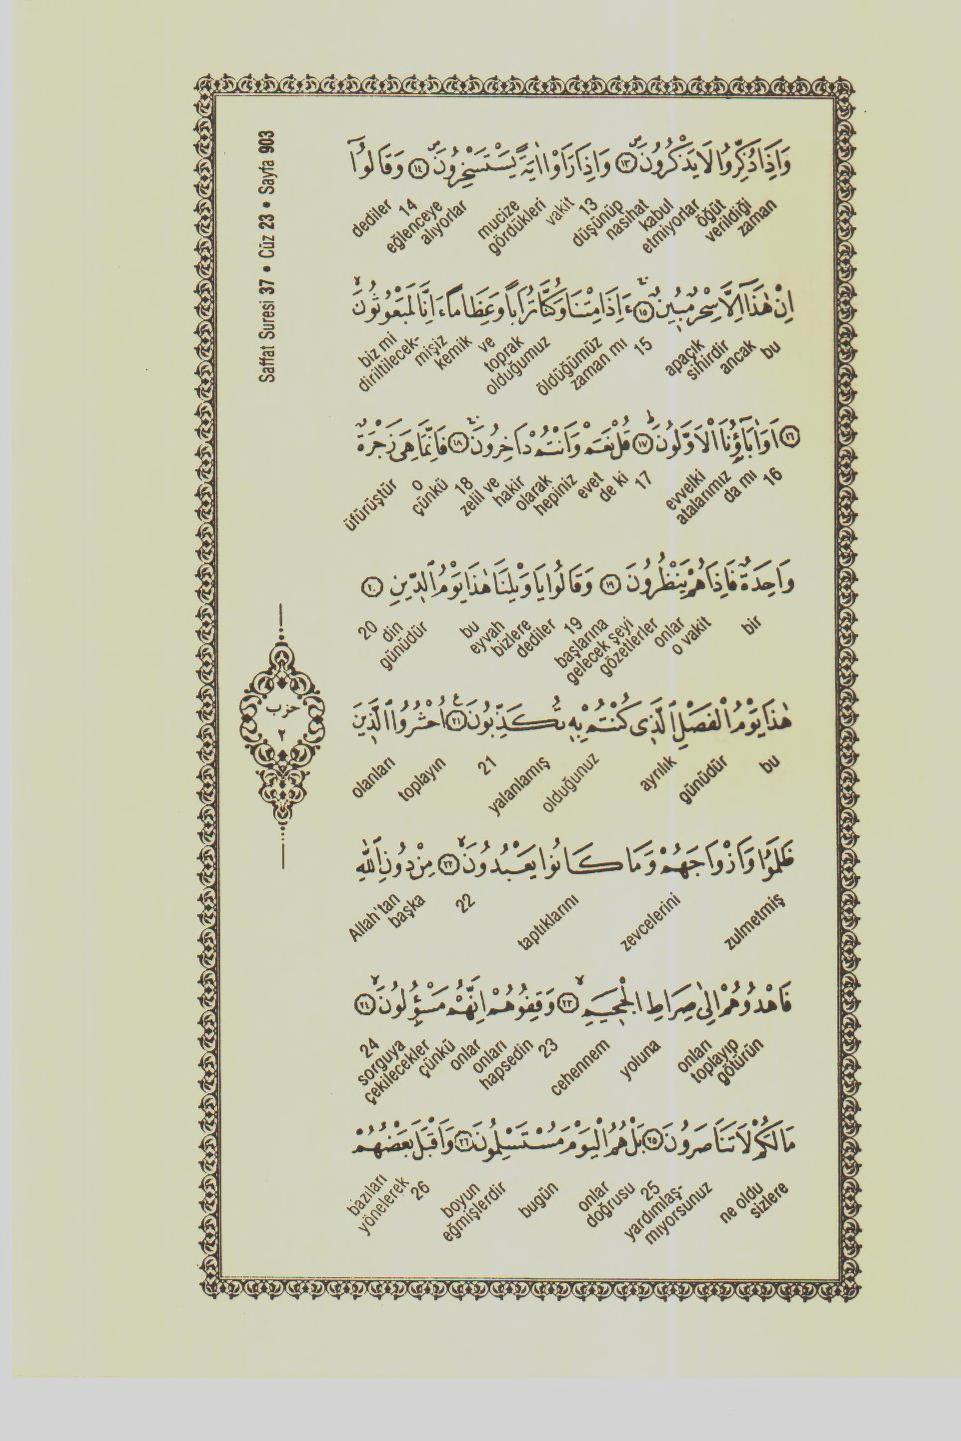 Saffat Suresi 37 • Cüz 23 • Sayfa 903
وَاِذَا ذُكِّرُوا لَا يَذْكُرُونَۖ ﴿١٣﴾ وَاِذَا رَاَوْا اٰيَةً يَسْتَسْخِرُونَۖ ﴿١٤﴾ وَقَالُٓوا
zaman verildiği öğüt etmiyorlar kabul nasihat düşünüp 13 vakit gördükleri mucize alıyorlar eğlenceye 14 dediler
اِنْ هٰذَٓا اِلَّا سِحْرٌ مُبِينٌۚ ﴿١٥﴾ ءَاِذَا مِتْنَا وَكُنَّا تُرَابًا وَعِظَامًا ءَاِنَّا لَمَبْعُوثُونَۙ
bu ancak sihirdir apaçık 15 zaman mı öldüğümüz olduğumuz toprak ve kemik mişiz diriltilecek- biz mi
﴿١٦﴾ اَوَاٰبَٓاؤُنَا الْاَوَّلُونَۜ ﴿١٧﴾ قُلْ نَعَمْ وَاَنْتُمْ دَاخِرُونَۚ ﴿١٨﴾ فَاِنَّمَا هِيَ زَجْرَةٌ
16 da mı atalarımız evvelki 17 de ki evet hepiniz olarak hakir zelil ve 18 çünkü o üfürüştür
وَاحِدَةٌ فَاِذَا هُمْ يَنْظُرُونَ ﴿١٩﴾ وَقَالُوا يَا وَيْلَنَا هٰذَا يَوْمُ الدِّينِ ﴿٢٠﴾
bir o vakit onlar gözetlerler gelecek şeyi başlarına 19 dediler bizlere eyvah bu günüdür din 20
هٰذَا يَوْمُ الْفَصْلِ الَّذِي كُنْتُمْ بِهٖ تُكَذِّبُونَ ﴿٢١﴾ ع اُحْشُرُوا الَّذِينَ
bu günüdür ayrılık olduğunuz yalanlamış 21 toplayın olanları
حزب
٢
ظَلَمُوا وَاَزْوَاجَهُمْ وَمَا كَانُوا يَعْبُدُونَۙ ﴿٢٢﴾ مِنْ دُونِ اللّٰهِ
zulmetmiş zevcelerini taptıklarını 22 başka Allah'tan
فَاهْدُوهُمْ اِلٰى صِرَاطِ الْجَحِيمِۙ ﴿٢٣﴾ وَقِفُوهُمْ اِنَّهُمْ مَسْؤُ۫لُونَۙ ﴿٢٤﴾
götürün toplayıp onları yoluna cehennem 23 hapsedin onları onlar çünkü çekilecekler sorguya 24
مَا لَكُمْ لَا تَنَاصَرُونَ ﴿٢٥﴾ بَلْ هُمُ الْيَوْمَ مُسْتَسْلِمُونَ ﴿٢٦﴾ وَاَقْبَلَ بَعْضُهُمْ
sizlere ne oldu mıyorsunuz yardımlaş- 25 doğrusu onlar bugün eğmişlerdir boyun 26 yönelerek bazıları